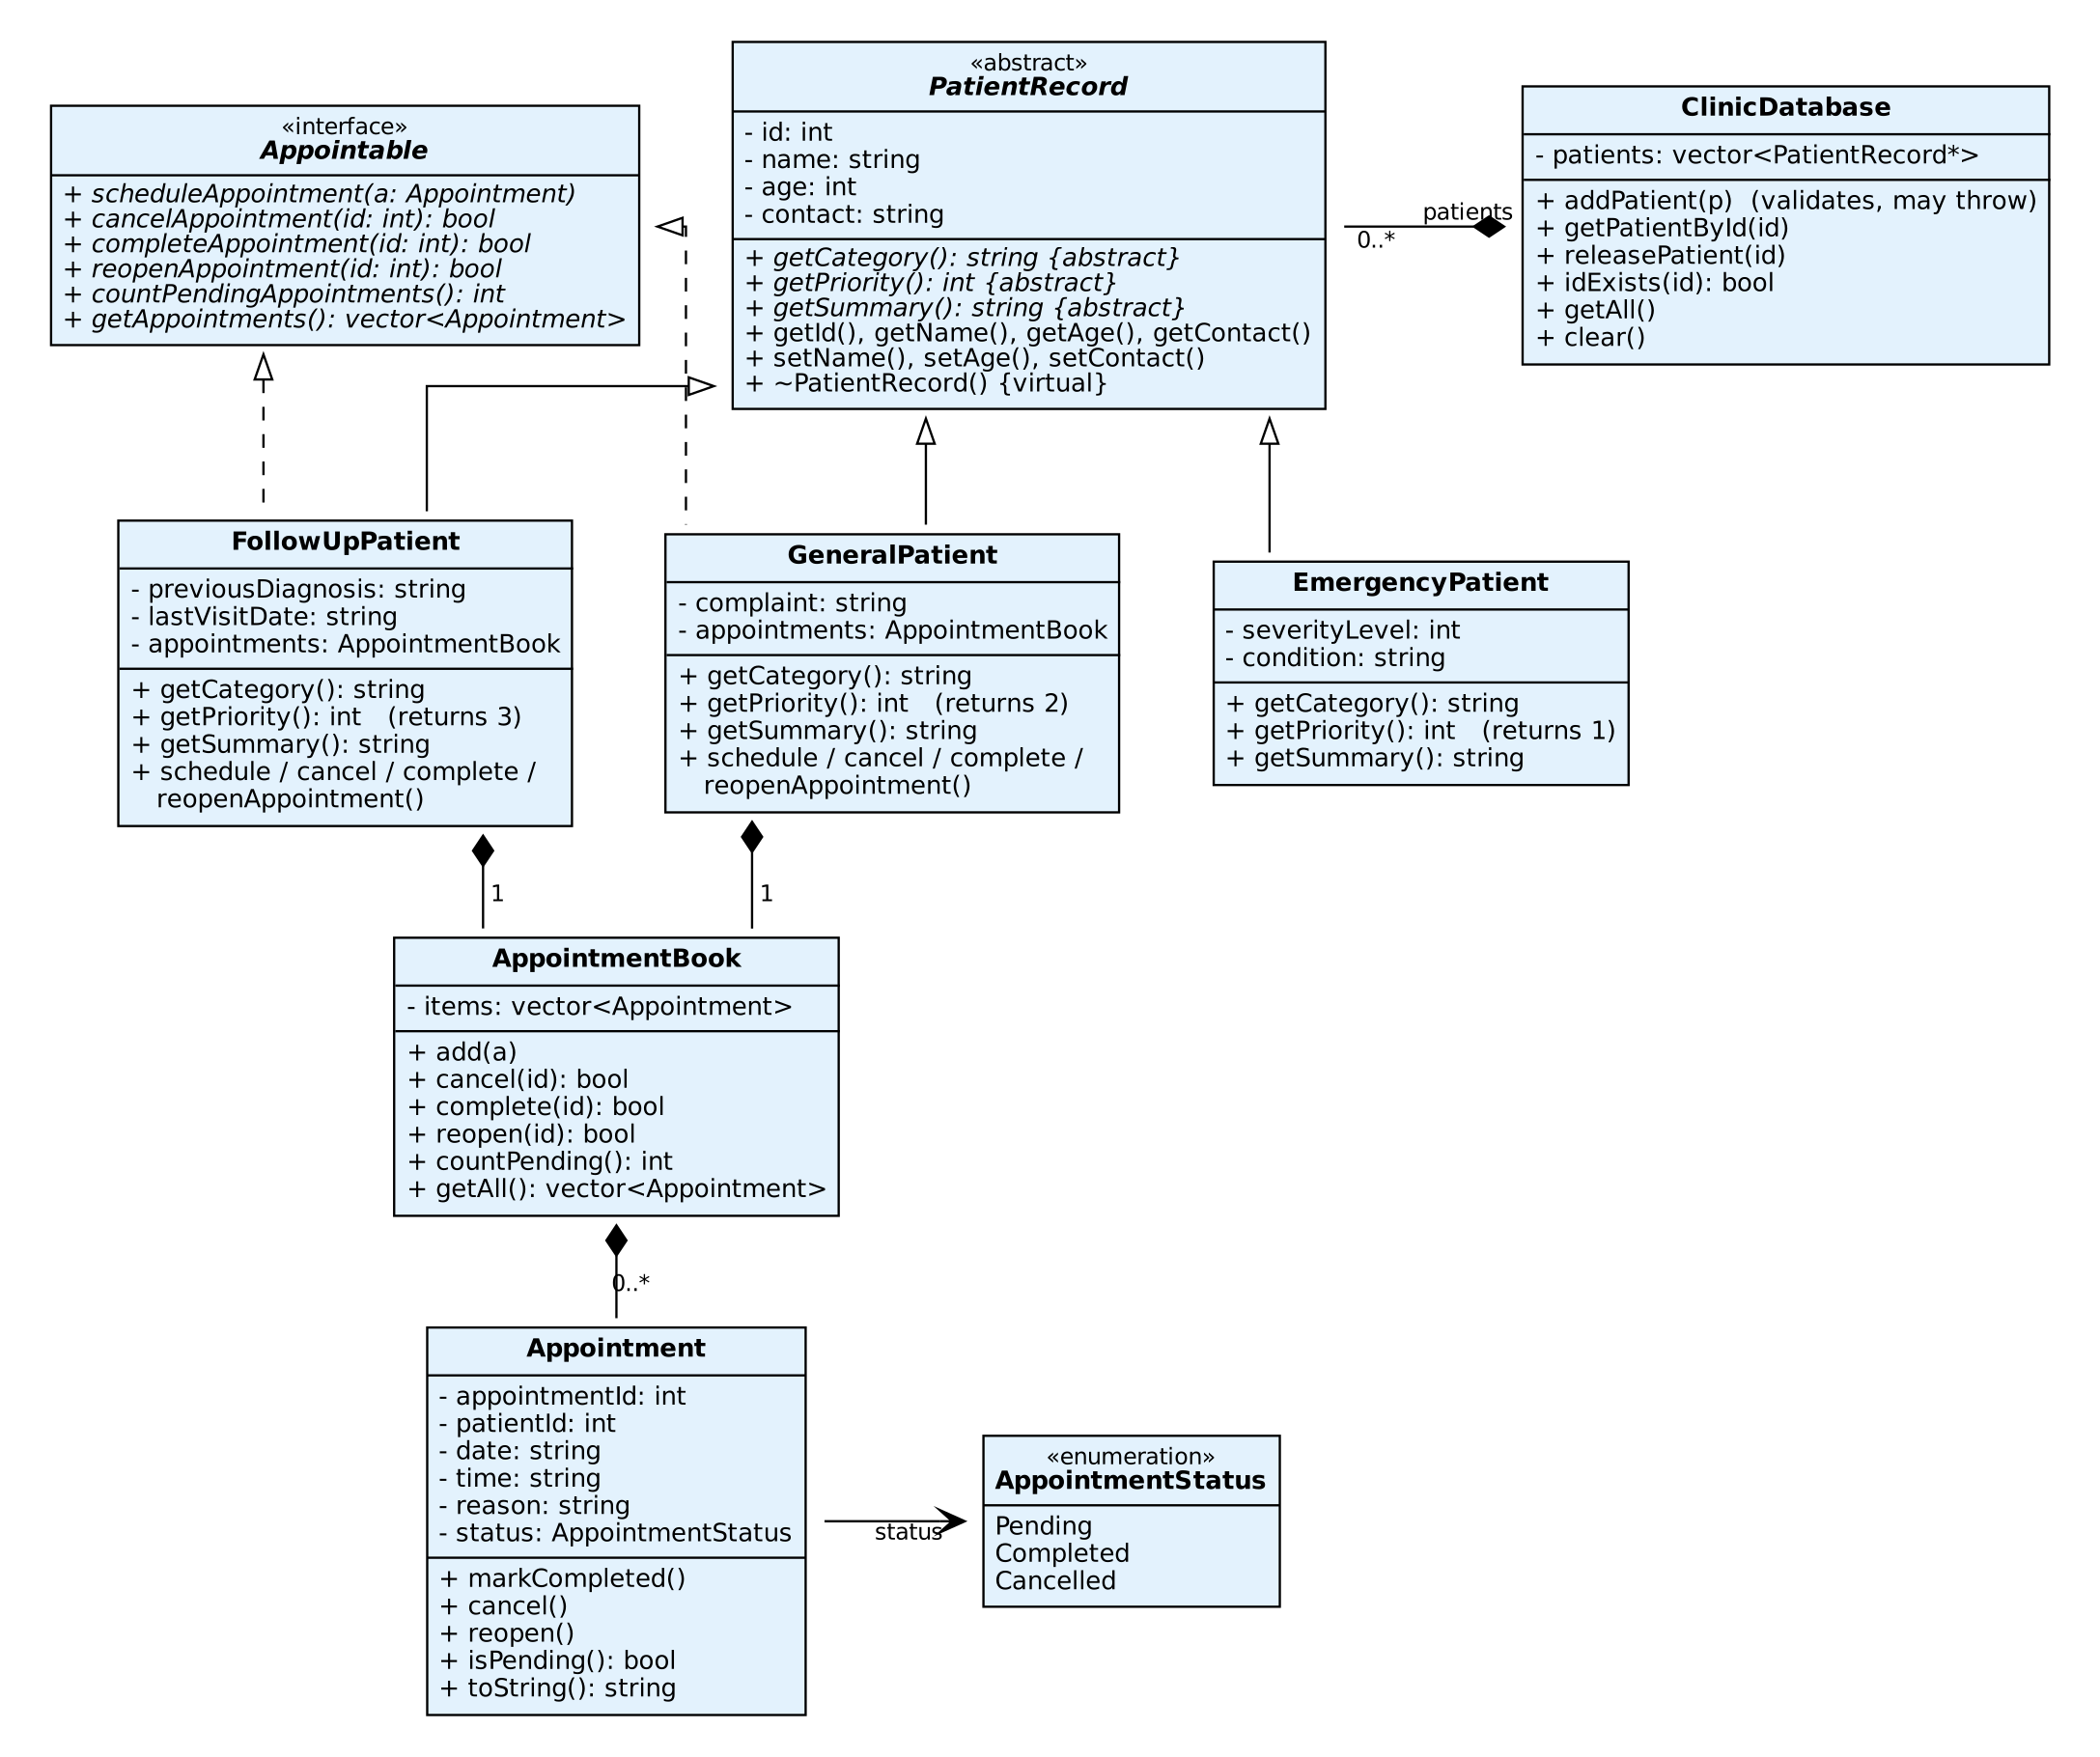 «interface»
Appointable
+ scheduleAppointment(a: Appointment)
+ cancelAppointment(id: int): bool
+ completeAppointment(id: int): bool
+ reopenAppointment(id: int): bool
+ countPendingAppointments(): int
+ getAppointments(): vector<Appointment>
«abstract»
PatientRecord
- id: int
- name: string
- age: int
- contact: string
+ getCategory(): string {abstract}
+ getPriority(): int {abstract}
+ getSummary(): string {abstract}
+ getId(), getName(), getAge(), getContact()
+ setName(), setAge(), setContact()
+ ~PatientRecord() {virtual}
patients
0..*
ClinicDatabase
- patients: vector<PatientRecord*>
+ addPatient(p)  (validates, may throw)
+ getPatientById(id)
+ releasePatient(id)
+ idExists(id): bool
+ getAll()
+ clear()
FollowUpPatient
- previousDiagnosis: string
- lastVisitDate: string
- appointments: AppointmentBook
+ getCategory(): string
+ getPriority(): int   (returns 3)
+ getSummary(): string
+ schedule / cancel / complete /
reopenAppointment()
GeneralPatient
- complaint: string
- appointments: AppointmentBook
+ getCategory(): string
+ getPriority(): int   (returns 2)
+ getSummary(): string
+ schedule / cancel / complete /
reopenAppointment()
EmergencyPatient
- severityLevel: int
- condition: string
+ getCategory(): string
+ getPriority(): int   (returns 1)
+ getSummary(): string
1
1
AppointmentBook
- items: vector<Appointment>
+ add(a)
+ cancel(id): bool
+ complete(id): bool
+ reopen(id): bool
+ countPending(): int
+ getAll(): vector<Appointment>
0..*
Appointment
- appointmentId: int
- patientId: int
- date: string
- time: string
- reason: string
- status: AppointmentStatus
+ markCompleted()
+ cancel()
+ reopen()
+ isPending(): bool
+ toString(): string
status
«enumeration»
AppointmentStatus
Pending
Completed
Cancelled